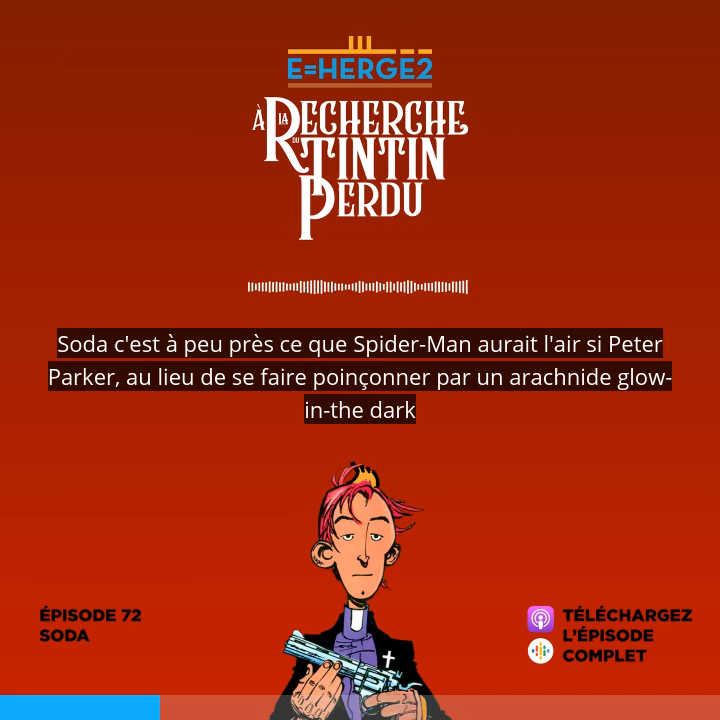 E=HERGÉ2
À LA RECHERCHE
DU TINTIN
PERDU
Soda c'est à peu près ce que Spider-Man aurait l'air si Peter
Parker, au lieu de se faire poinçonner par un arachnide glow-
in-the dark
ÉPISODE 72
SODA
TÉLÉCHARGEZ
L'ÉPISODE
COMPLET